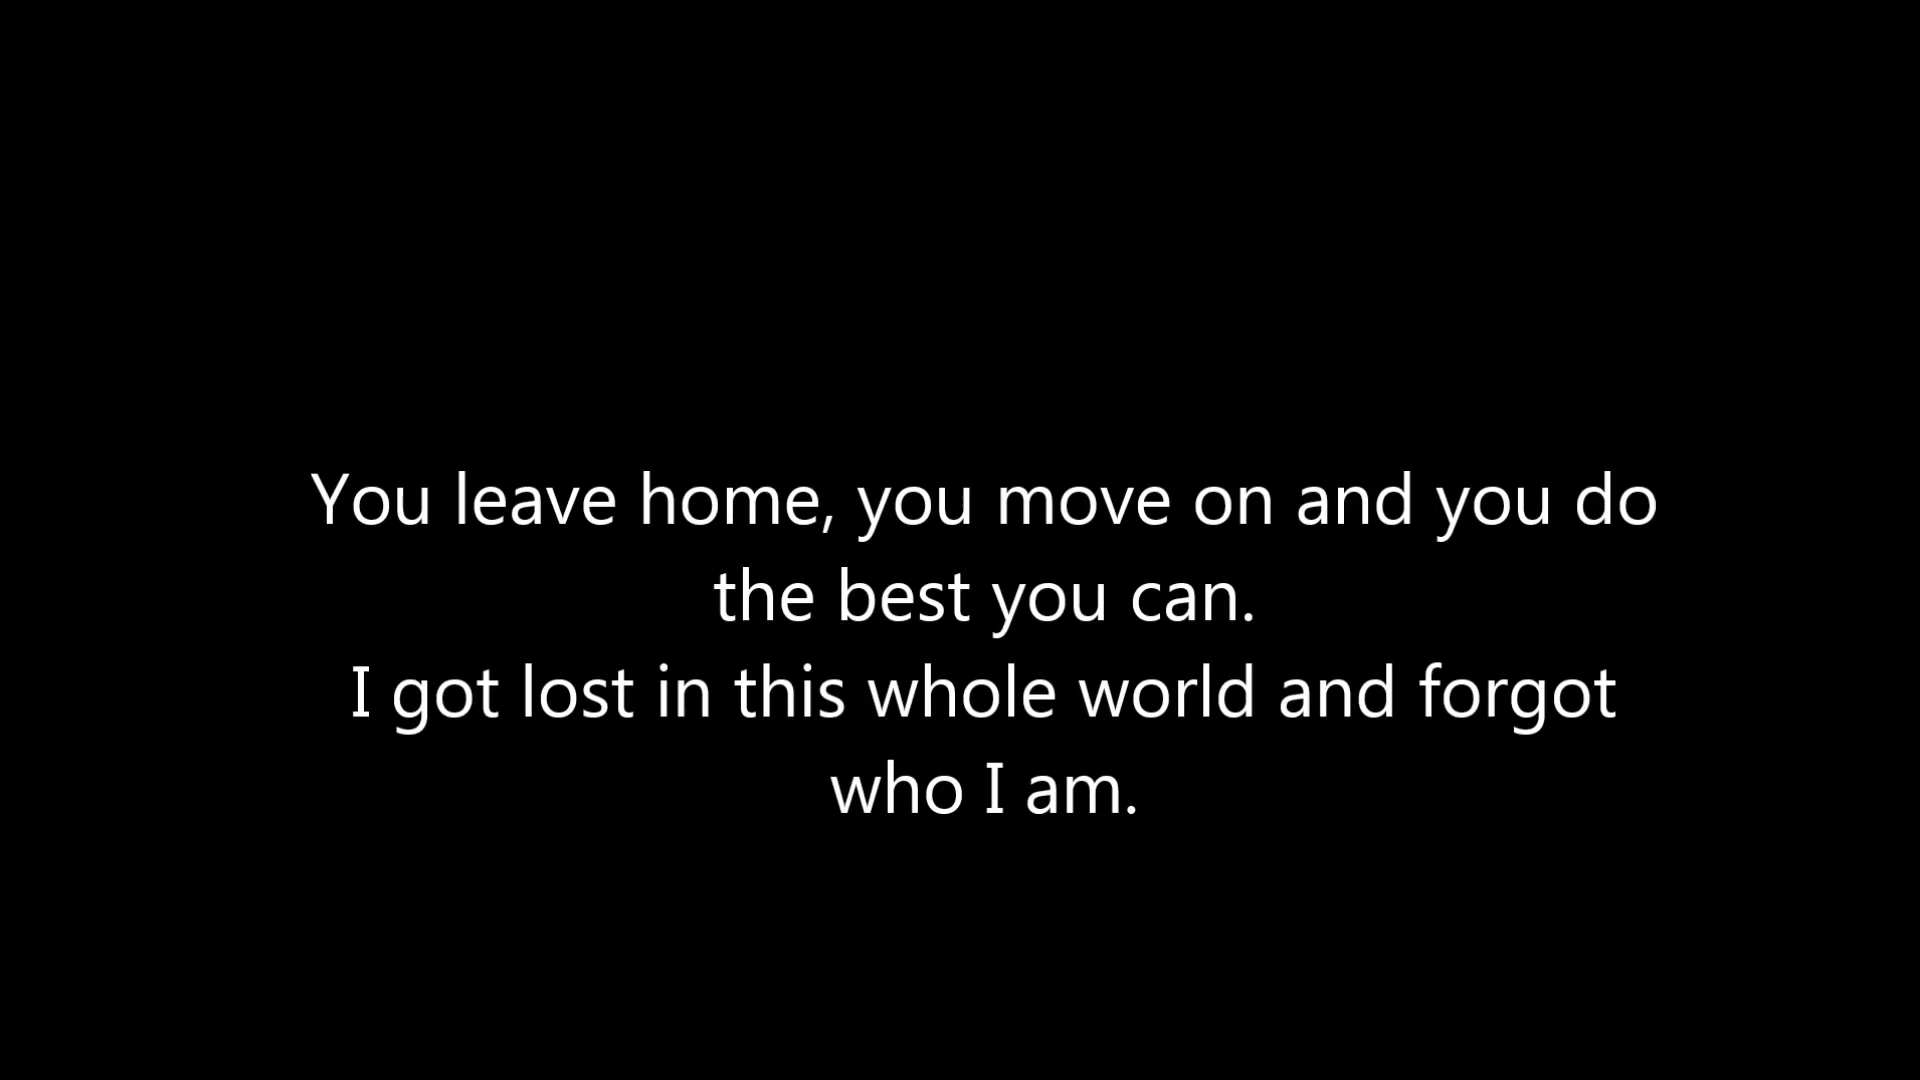 You leave home, you move on and you do
the best you can.
I got lost in this whole world and forgot
who I am.